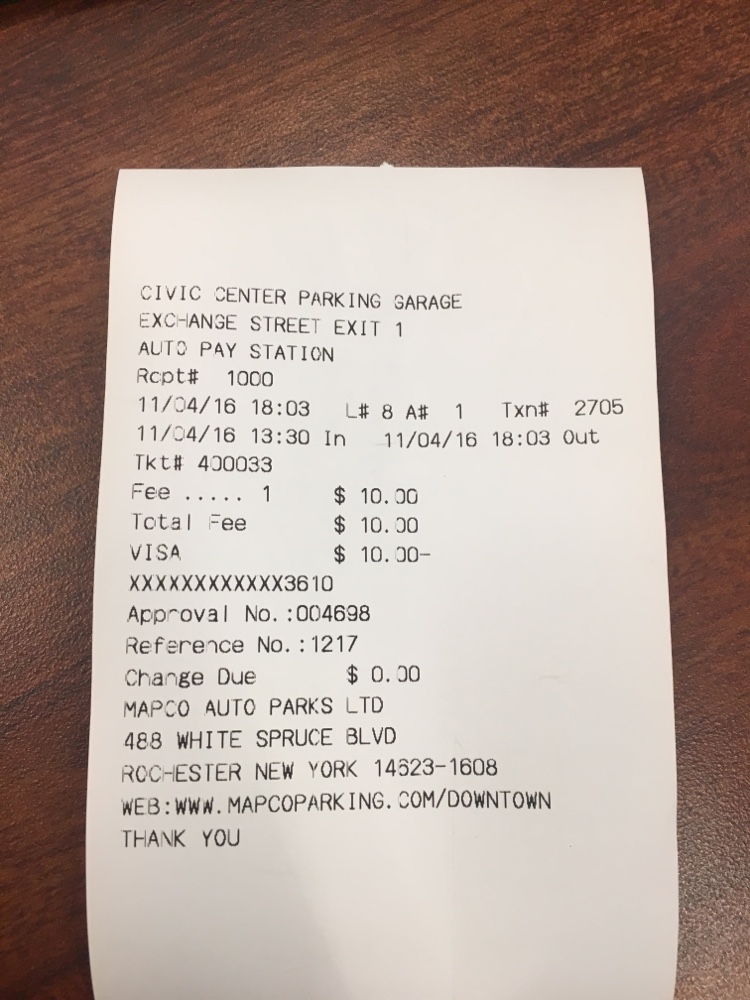 CIVIC CENTER PARKING GARAGE
EXCHANGE STREET EXIT 1
AUTO PAY STATION
Rcpt# 1000
11/04/16 18:03 L# 8 A# 1 Txn# 2705
11/04/16 13:30 In 11/04/16 18:03 Out
Tkt# 400033
Fee ..... 1 $ 10.00
Total Fee $ 10.00
VISA $ 10.00-
XXXXXXXXXXXX3610
Approval No.:004698
Reference No.:1217
Change Due $ 0.00
MAPCO AUTO PARKS LTD
488 WHITE SPRUCE BLVD
ROCHESTER NEW YORK 14623-1608
WEB:WWW.MAPCOPARKING.COM/DOWNTOWN
THANK YOU